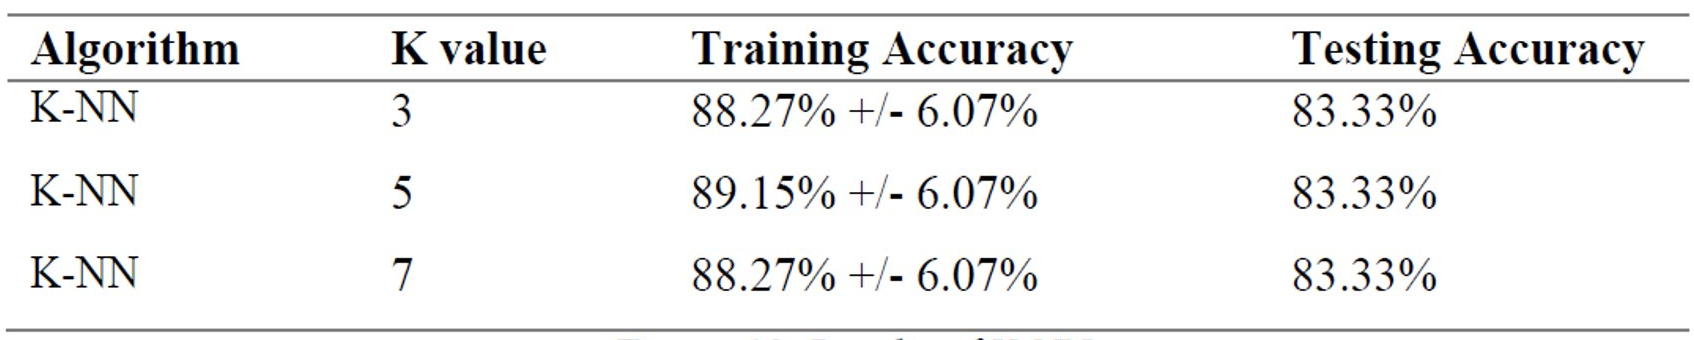 Algorithm K value Training Accuracy Testing Accuracy
K-NN 3 88.27% +/- 6.07% 83.33%
K-NN 5 89.15% +/- 6.07% 83.33%
K-NN 7 88.27% +/- 6.07% 83.33%